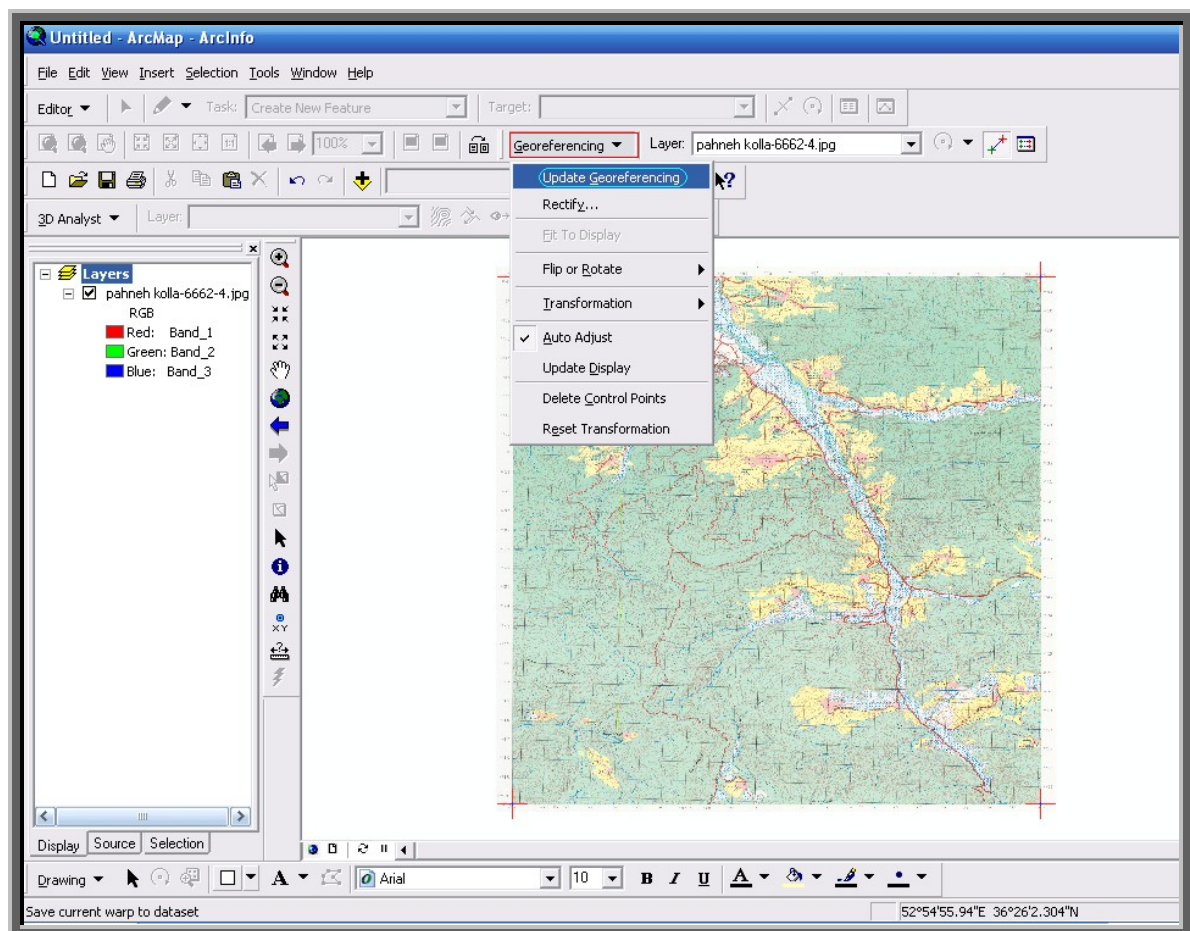 Untitled - ArcMap - ArcInfo
File Edit View Insert Selection Tools Window Help
Editor Task: Create New Feature Target:
100% Georeferencing Layer: pahneh kolla-6662-4.jpg
Update Georeferencing
Rectify...
3D Analyst Layer:
Fit To Display
Flip or Rotate
Transformation
Auto Adjust
Update Display
Delete Control Points
Reset Transformation
Layers
pahneh kolla-6662-4.jpg
RGB
Red: Band_1
Green: Band_2
Blue: Band_3
Display Source Selection
Drawing A Arial 10 B I U A
Save current warp to dataset 52°54'55.94"E 36°26'2.304"N